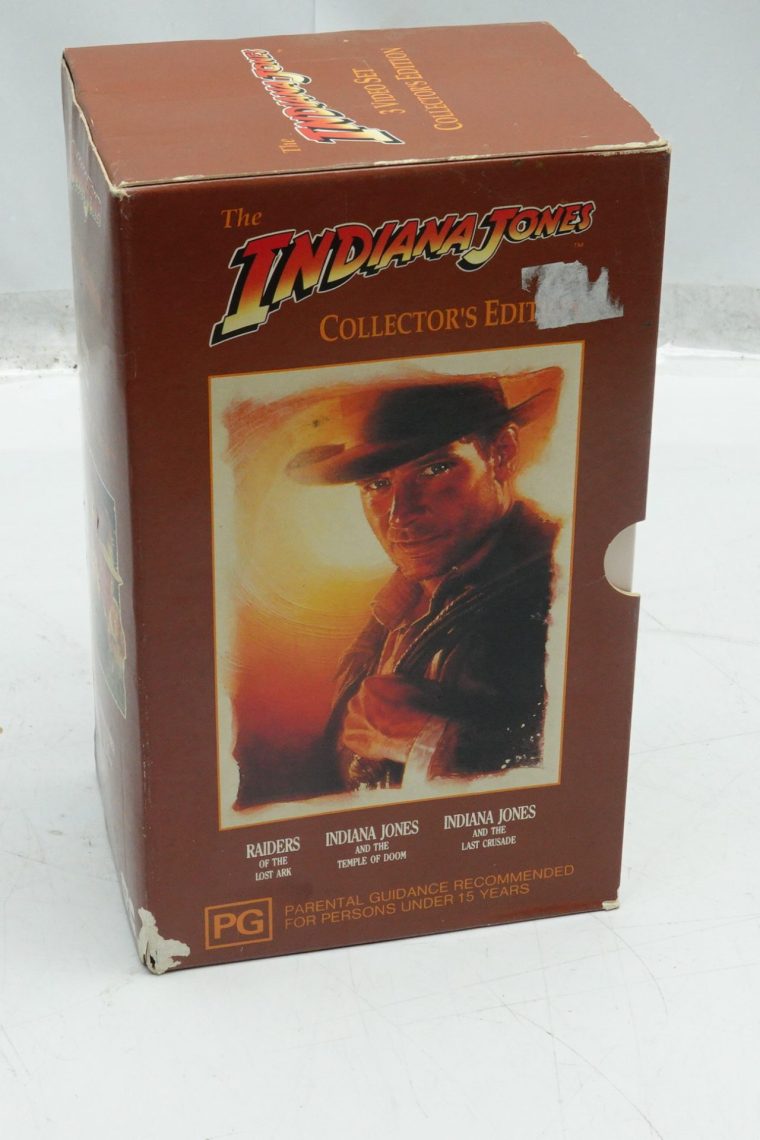 The
INDIANA JONES
3 VIDEO SET
COLLECTOR'S EDITION
The
INDIANA JONES
TM
COLLECTOR'S EDIT
RAIDERS
OF THE
LOST ARK
INDIANA JONES
AND THE
TEMPLE OF DOOM
INDIANA JONES
AND THE
LAST CRUSADE
PG
PARENTAL GUIDANCE RECOMMENDED
FOR PERSONS UNDER 15 YEARS